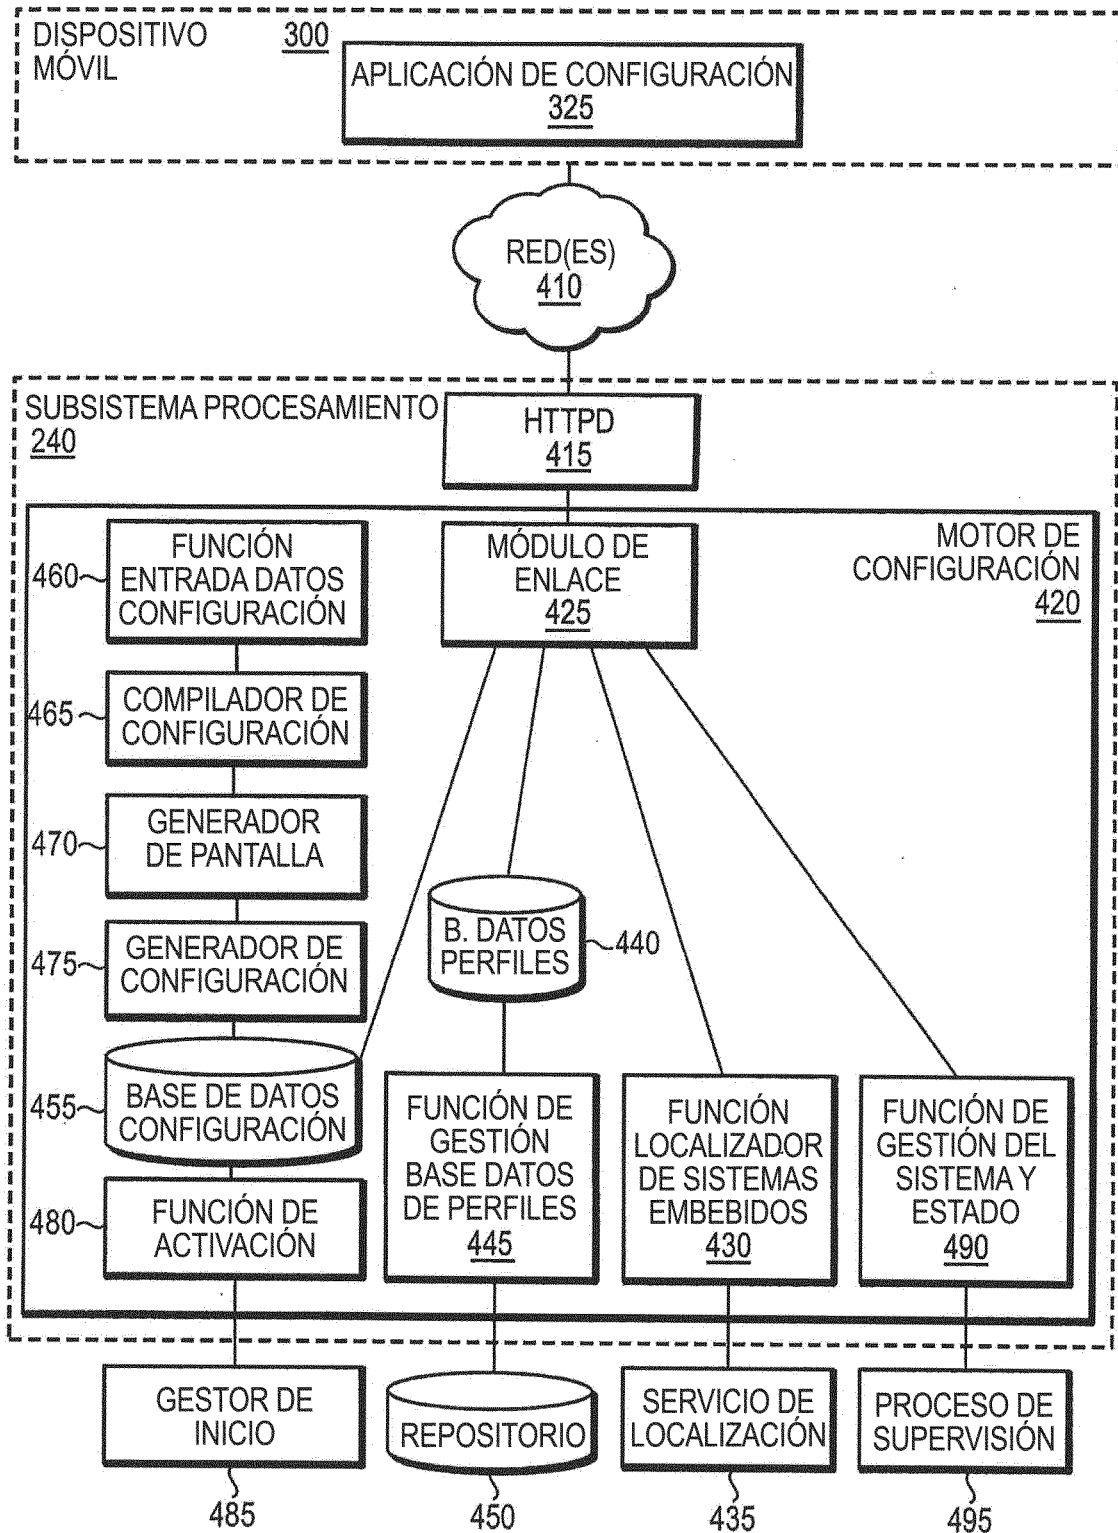 DISPOSITIVO
MÓVIL
300
APLICACIÓN DE CONFIGURACIÓN
325
RED(ES)
410
SUBSISTEMA PROCESAMIENTO
240
HTTPD
415
MOTOR DE
CONFIGURACIÓN
420
MÓDULO DE
ENLACE
425
460
FUNCIÓN
ENTRADA DATOS
CONFIGURACIÓN
465
COMPILADOR DE
CONFIGURACIÓN
470
GENERADOR
DE PANTALLA
475
GENERADOR DE
CONFIGURACIÓN
B. DATOS
PERFILES
440
455
BASE DE DATOS
CONFIGURACIÓN
480
FUNCIÓN DE
ACTIVACIÓN
FUNCIÓN DE
GESTIÓN
BASE DATOS
DE PERFILES
445
FUNCIÓN
LOCALIZADOR
DE SISTEMAS
EMBEBIDOS
430
FUNCIÓN DE
GESTIÓN DEL
SISTEMA Y
ESTADO
490
GESTOR DE
INICIO
485
REPOSITORIO
450
SERVICIO DE
LOCALIZACIÓN
435
PROCESO DE
SUPERVISIÓN
495